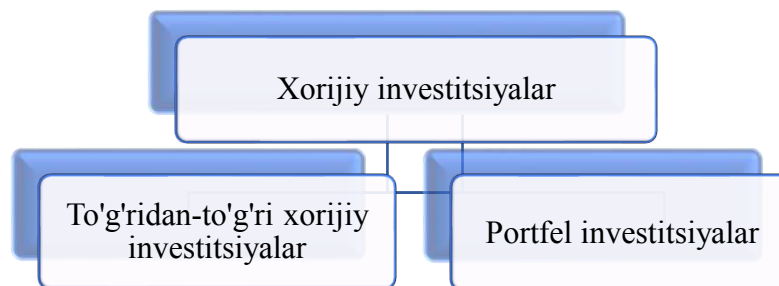 Xorijiy investitsiyalar
To'g'ridan-to'g'ri xorijiy
investitsiyalar
Portfel investitsiyalar